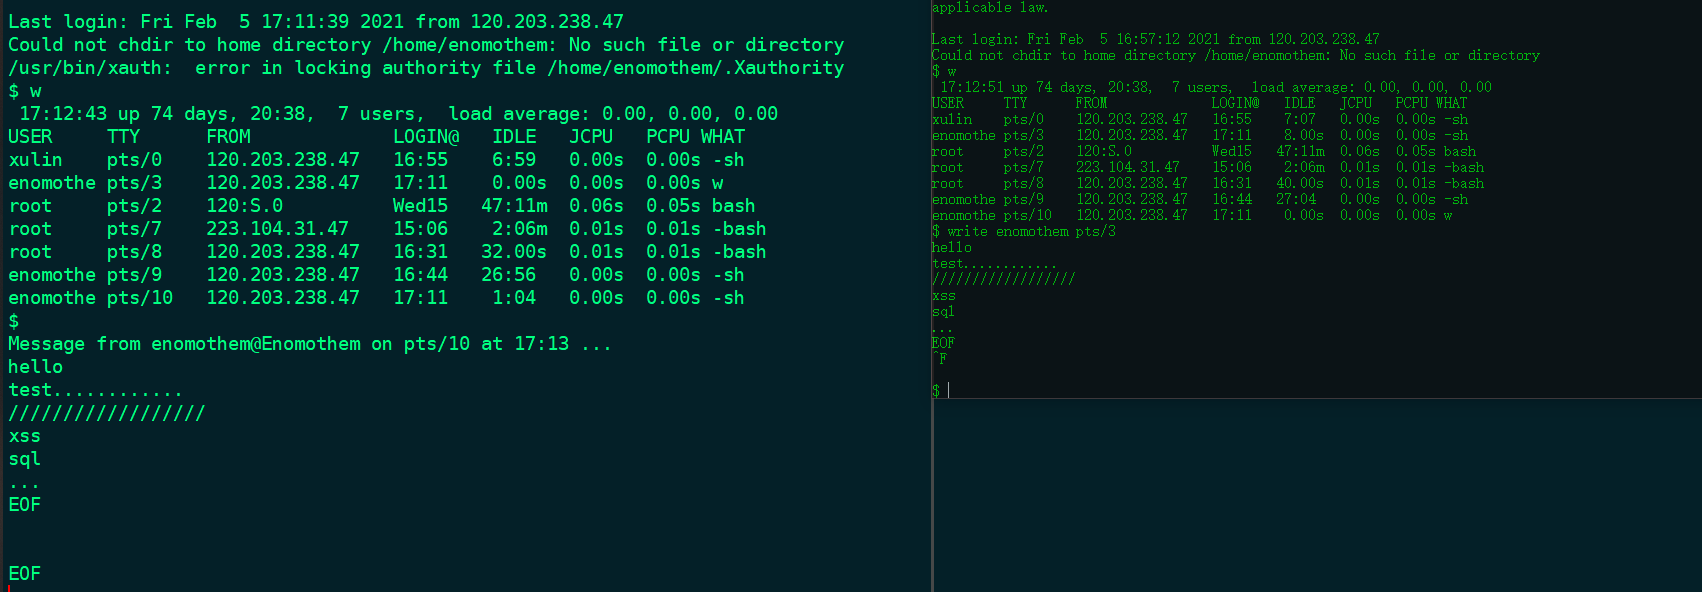 Last login: Fri Feb  5 17:11:39 2021 from 120.203.238.47
Could not chdir to home directory /home/enomothem: No such file or directory
/usr/bin/xauth:  error in locking authority file /home/enomothem/.Xauthority
$ w
 17:12:43 up 74 days, 20:38,  7 users,  load average: 0.00, 0.00, 0.00
USER     TTY      FROM             LOGIN@   IDLE   JCPU   PCPU WHAT
xulin    pts/0    120.203.238.47   16:55    6:59   0.00s  0.00s -sh
enomothe pts/3    120.203.238.47   17:11    0.00s  0.00s  0.00s w
root     pts/2    120:S.0          Wed15   47:11m  0.06s  0.05s bash
root     pts/7    223.104.31.47    15:06    2:06m  0.01s  0.01s -bash
root     pts/8    120.203.238.47   16:31   32.00s  0.01s  0.01s -bash
enomothe pts/9    120.203.238.47   16:44   26:56   0.00s  0.00s -sh
enomothe pts/10   120.203.238.47   17:11    1:04   0.00s  0.00s -sh
$
Message from enomothem@Enomothem on pts/10 at 17:13 ...
hello
test............
//////////////////
xss
sql
...
EOF
EOF
applicable law.
Last login: Fri Feb  5 16:57:12 2021 from 120.203.238.47
Could not chdir to home directory /home/enomothem: No such file or directory
$ w
 17:12:51 up 74 days, 20:38,  7 users,  load average: 0.00, 0.00, 0.00
USER     TTY      FROM             LOGIN@   IDLE   JCPU   PCPU WHAT
xulin    pts/0    120.203.238.47   16:55    7:07   0.00s  0.00s -sh
enomothe pts/3    120.203.238.47   17:11    8.00s  0.00s  0.00s -sh
root     pts/2    120:S.0          Wed15   47:11m  0.06s  0.05s bash
root     pts/7    223.104.31.47    15:06    2:06m  0.01s  0.01s -bash
root     pts/8    120.203.238.47   16:31   40.00s  0.01s  0.01s -bash
enomothe pts/9    120.203.238.47   16:44   27:04   0.00s  0.00s -sh
enomothe pts/10   120.203.238.47   17:11    0.00s  0.00s  0.00s w
$ write enomothem pts/3
hello
test............
//////////////////
xss
sql
...
EOF
^F
$